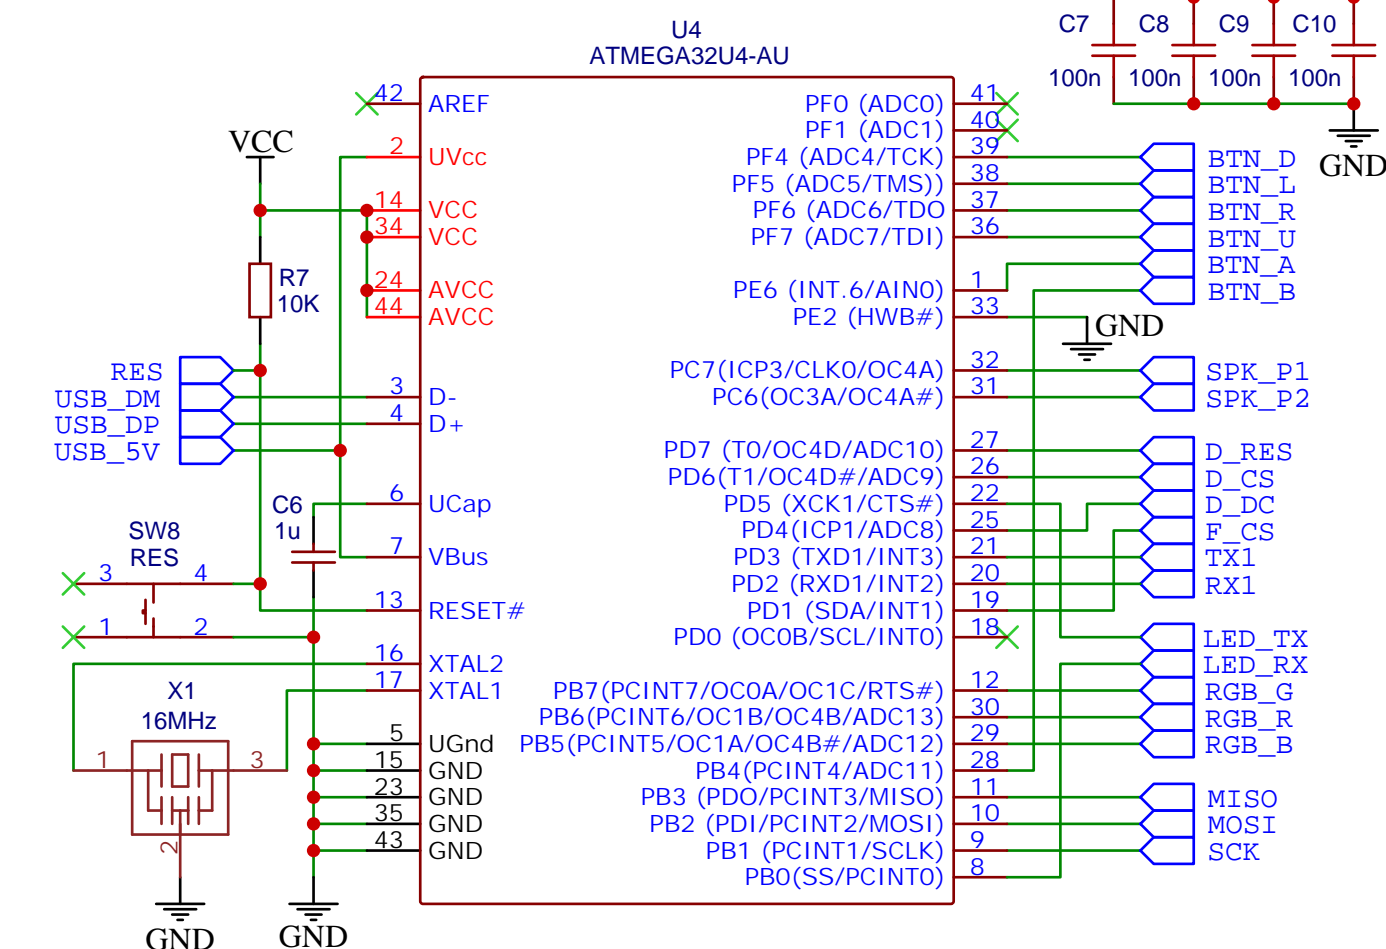 U4
ATMEGA32U4-AU
C7 C8 C9 C10
100n 100n 100n 100n
GND
VCC
R7
10K
RES
USB_DM
USB_DP
USB_5V
C6
1u
SW8
RES
3 4
1 2
X1
16MHz
1 3
2
GND
GND
42 AREF
2 UVcc
14 VCC
34 VCC
24 AVCC
44 AVCC
3 D-
4 D+
6 UCap
7 VBus
13 RESET#
16 XTAL2
17 XTAL1
5 UGnd
15 GND
23 GND
35 GND
43 GND
PF0 (ADC0) 41
PF1 (ADC1) 40
PF4 (ADC4/TCK) 39
PF5 (ADC5/TMS)) 38
PF6 (ADC6/TDO 37
PF7 (ADC7/TDI) 36
PE6 (INT.6/AIN0) 1
PE2 (HWB#) 33
GND
PC7(ICP3/CLK0/OC4A) 32
PC6(OC3A/OC4A#) 31
PD7 (T0/OC4D/ADC10) 27
PD6(T1/OC4D#/ADC9) 26
PD5 (XCK1/CTS#) 22
PD4(ICP1/ADC8) 25
PD3 (TXD1/INT3) 21
PD2 (RXD1/INT2) 20
PD1 (SDA/INT1) 19
PD0 (OC0B/SCL/INT0) 18
PB7(PCINT7/OC0A/OC1C/RTS#) 12
PB6(PCINT6/OC1B/OC4B/ADC13) 30
PB5(PCINT5/OC1A/OC4B#/ADC12) 29
PB4(PCINT4/ADC11) 28
PB3 (PDO/PCINT3/MISO) 11
PB2 (PDI/PCINT2/MOSI) 10
PB1 (PCINT1/SCLK) 9
PB0(SS/PCINT0) 8
BTN_D
BTN_L
BTN_R
BTN_U
BTN_A
BTN_B
SPK_P1
SPK_P2
D_RES
D_CS
D_DC
F_CS
TX1
RX1
LED_TX
LED_RX
RGB_G
RGB_R
RGB_B
MISO
MOSI
SCK